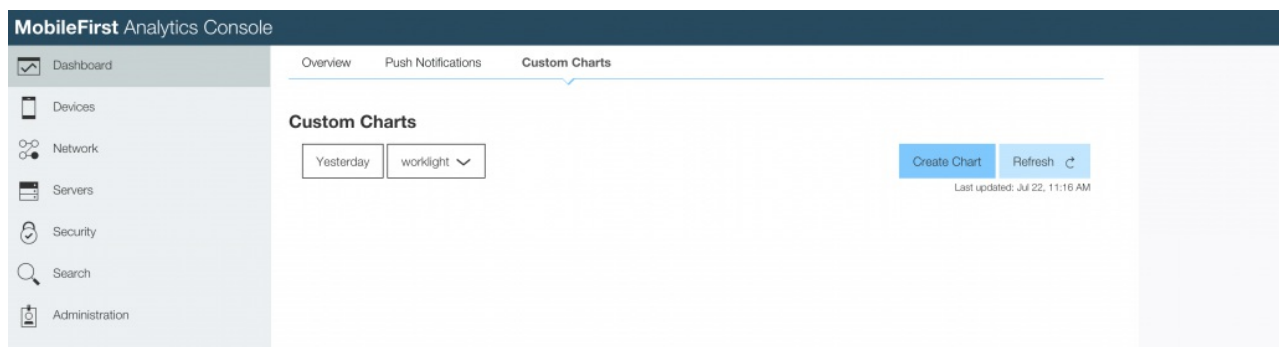 MobileFirst Analytics Console
Dashboard
Devices
Network
Servers
Security
Search
Administration
Overview Push Notifications Custom Charts
Custom Charts
Yesterday worklight
Create Chart Refresh
Last updated: Jul 22, 11:16 AM